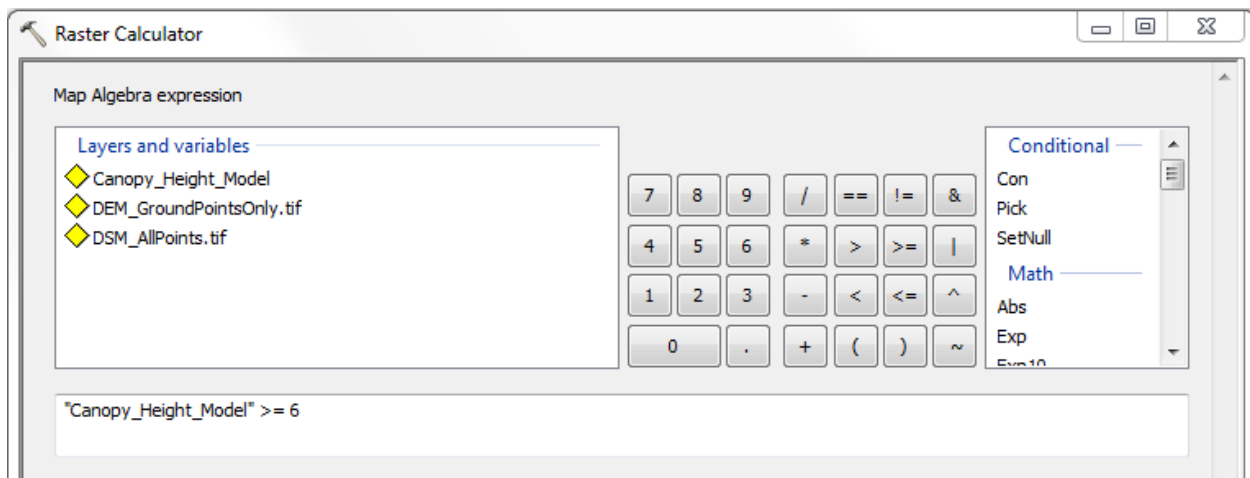 Raster Calculator
Map Algebra expression
Layers and variables
Canopy_Height_Model
DEM_GroundPointsOnly.tif
DSM_AllPoints.tif
7 8 9 / == != &
4 5 6 * > >= |
1 2 3 - < <= ^
0 . + ( ) ~
Conditional
Con
Pick
SetNull
Math
Abs
Exp
Exp10
"Canopy_Height_Model" >= 6